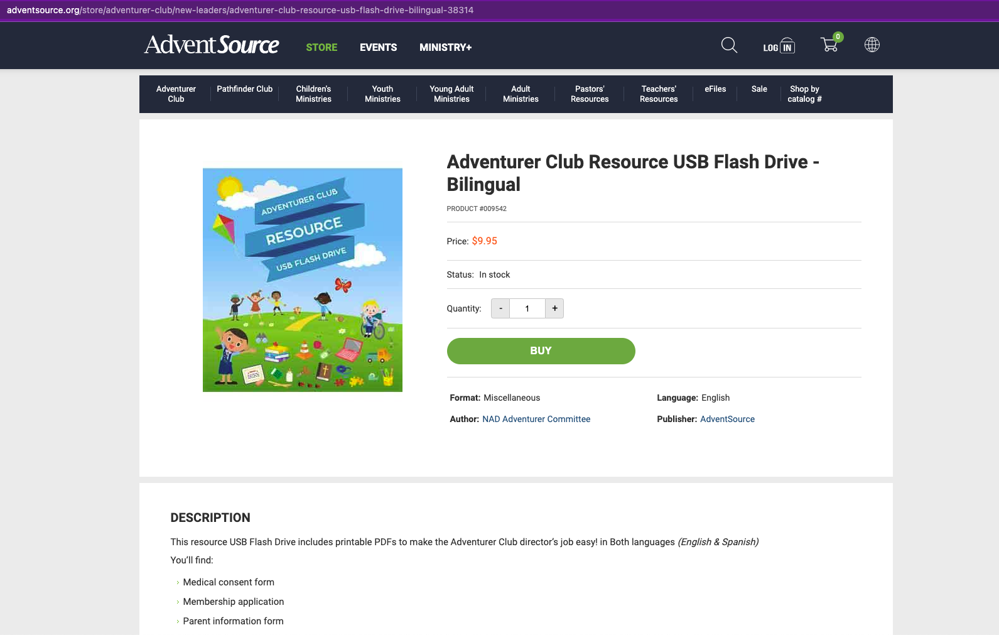 adventsource.org/store/adventurer-club/new-leaders/adventurer-club-resource-usb-flash-drive-bilingual-38314
AdventSource
STORE
EVENTS
MINISTRY+
LOG IN
0
Adventurer
Club
Pathfinder Club
Children's
Ministries
Youth
Ministries
Young Adult
Ministries
Adult
Ministries
Pastors'
Resources
Teachers'
Resources
eFiles
Sale
Shop by
catalog #
ADVENTURER CLUB
RESOURCE
USB FLASH DRIVE
Adventurer Club Resource USB Flash Drive -
Bilingual
PRODUCT #009542
Price: $9.95
Status: In stock
Quantity: - 1 +
BUY
Format: Miscellaneous
Language: English
Author: NAD Adventurer Committee
Publisher: AdventSource
DESCRIPTION
This resource USB Flash Drive includes printable PDFs to make the Adventurer Club director’s job easy! in Both languages (English & Spanish)
You’ll find:
Medical consent form
Membership application
Parent information form